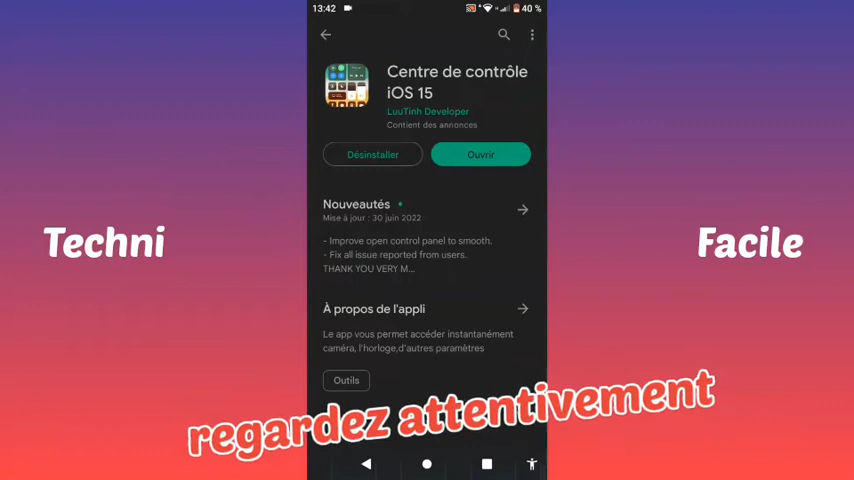 13:42
H
40 %
Centre de contrôle
iOS 15
LuuTinh Developer
Contient des annonces
Désinstaller
Ouvrir
Nouveautés
Mise à jour : 30 juin 2022
- Improve open control panel to smooth.
- Fix all issue reported from users.
THANK YOU VERY M...
Techni
Facile
À propos de l'appli
Le app vous permet accéder instantanément
caméra, l'horloge,d'autres paramètres
Outils
regardez attentivement